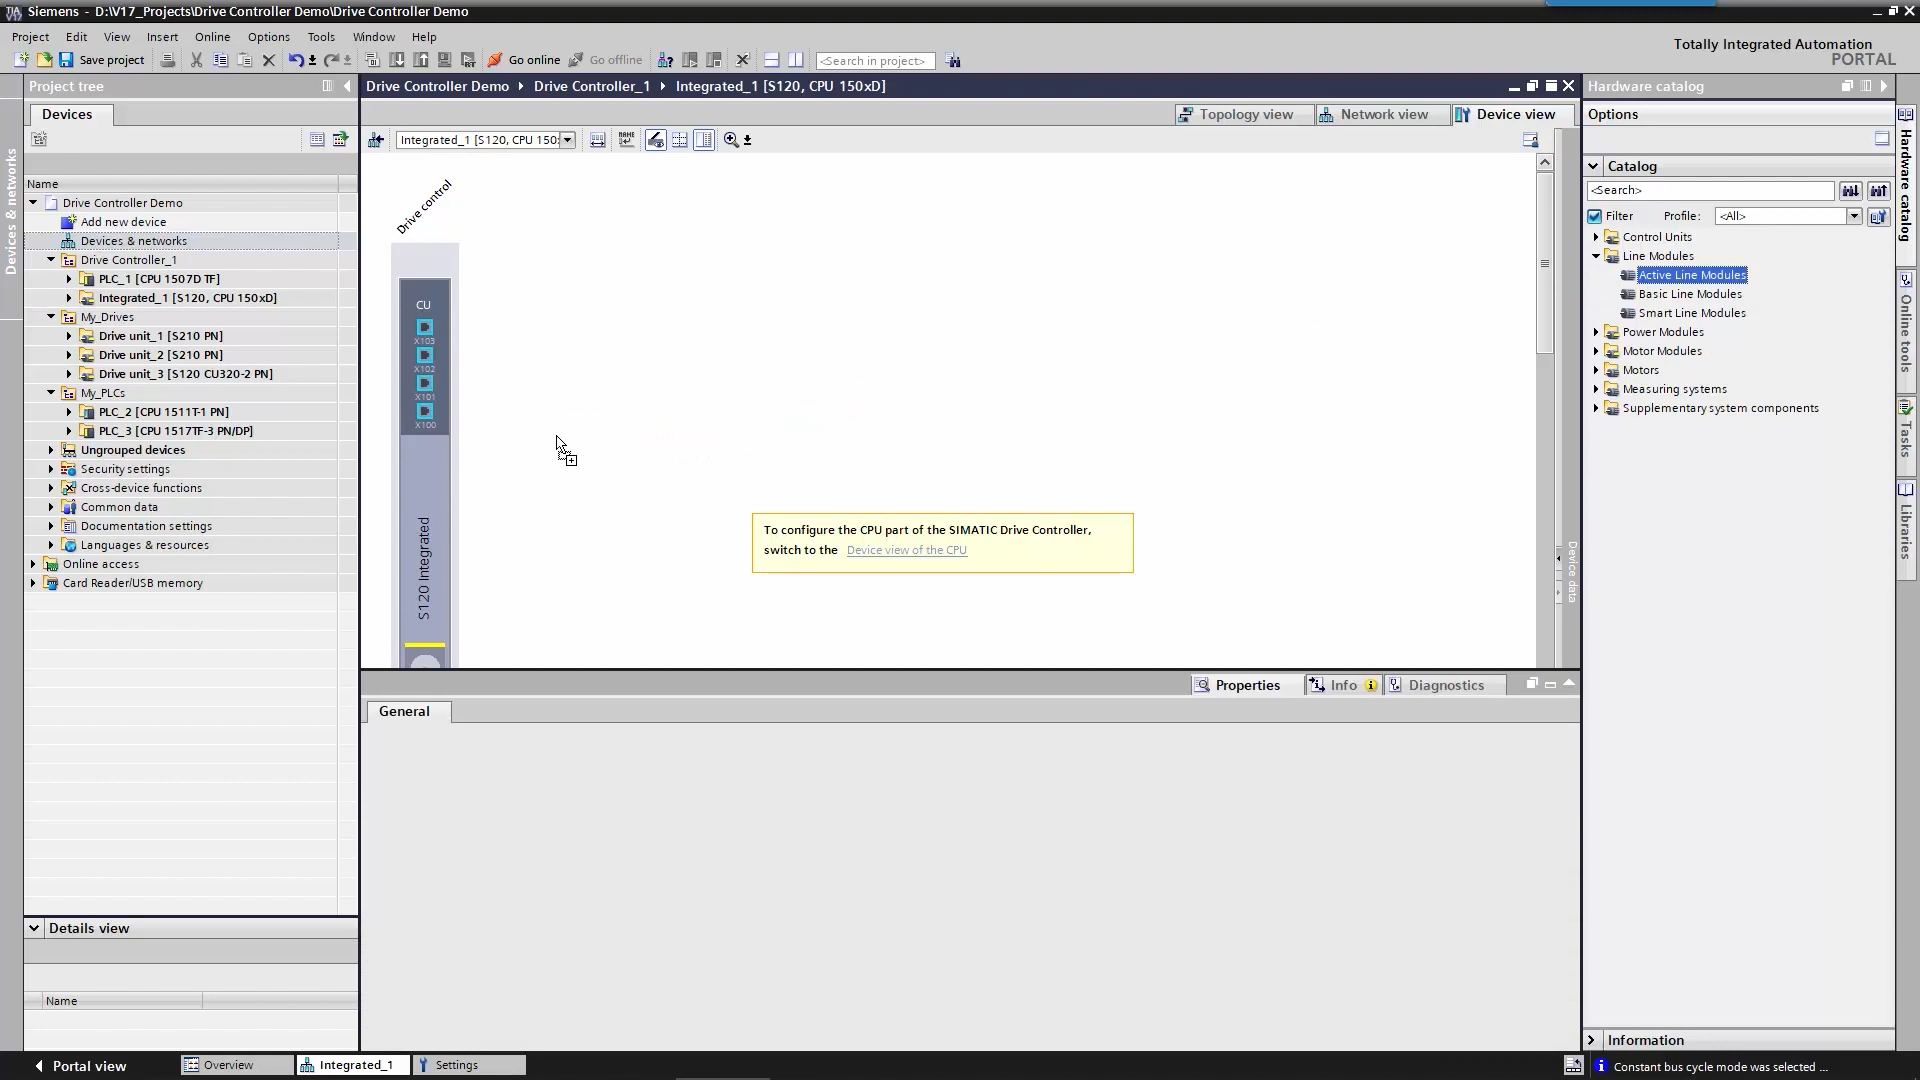 Siemens - D:\V17_Projects\Drive Controller Demo\Drive Controller Demo
Project Edit View Insert Online Options Tools Window Help
Totally Integrated Automation
PORTAL
Save project
Go online
Go offline
<Search in project>
Project tree
Drive Controller Demo Drive Controller_1 Integrated_1 [S120, CPU 150xD]
Hardware catalog
Devices
Topology view
Network view
Device view
Options
Integrated_1 [S120, CPU 150:
NAME
Name
Drive Controller Demo
Add new device
Devices & networks
Drive Controller_1
PLC_1 [CPU 1507D TF]
Integrated_1 [S120, CPU 150xD]
My_Drives
Drive unit_1 [S210 PN]
Drive unit_2 [S210 PN]
Drive unit_3 [S120 CU320-2 PN]
My_PLCs
PLC_2 [CPU 1511T-1 PN]
PLC_3 [CPU 1517TF-3 PN/DP]
Ungrouped devices
Security settings
Cross-device functions
Common data
Documentation settings
Languages & resources
Online access
Card Reader/USB memory
Devices & networks
Drive control
CU
X103
X102
X101
X100
S120 Integrated
To configure the CPU part of the SIMATIC Drive Controller,
switch to the Device view of the CPU
Device data
Catalog
<Search>
Filter Profile: <All>
Control Units
Line Modules
Active Line Modules
Basic Line Modules
Smart Line Modules
Power Modules
Motor Modules
Motors
Measuring systems
Supplementary system components
Hardware catalog
Online tools
Tasks
Libraries
Properties
Info
Diagnostics
General
Details view
Name
Information
Portal view
Overview
Integrated_1
Settings
Constant bus cycle mode was selected ...